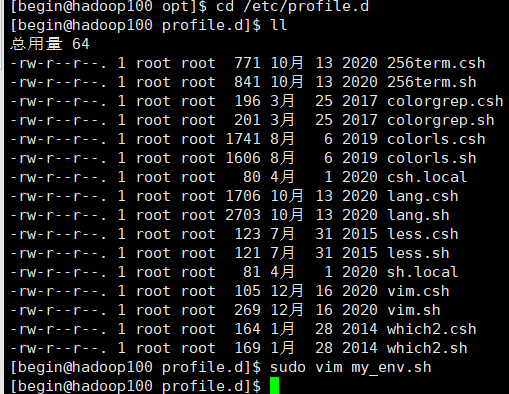 [begin@hadoop100 opt]$ cd /etc/profile.d
[begin@hadoop100 profile.d]$ ll
总用量 64
-rw-r--r--. 1 root root  771 10月 13 2020 256term.csh
-rw-r--r--. 1 root root  841 10月 13 2020 256term.sh
-rw-r--r--. 1 root root  196 3月  25 2017 colorgrep.csh
-rw-r--r--. 1 root root  201 3月  25 2017 colorgrep.sh
-rw-r--r--. 1 root root 1741 8月   6 2019 colorls.csh
-rw-r--r--. 1 root root 1606 8月   6 2019 colorls.sh
-rw-r--r--. 1 root root   80 4月   1 2020 csh.local
-rw-r--r--. 1 root root 1706 10月 13 2020 lang.csh
-rw-r--r--. 1 root root 2703 10月 13 2020 lang.sh
-rw-r--r--. 1 root root  123 7月  31 2015 less.csh
-rw-r--r--. 1 root root  121 7月  31 2015 less.sh
-rw-r--r--. 1 root root   81 4月   1 2020 sh.local
-rw-r--r--. 1 root root  105 12月 16 2020 vim.csh
-rw-r--r--. 1 root root  269 12月 16 2020 vim.sh
-rw-r--r--. 1 root root  164 1月  28 2014 which2.csh
-rw-r--r--. 1 root root  169 1月  28 2014 which2.sh
[begin@hadoop100 profile.d]$ sudo vim my_env.sh
[begin@hadoop100 profile.d]$